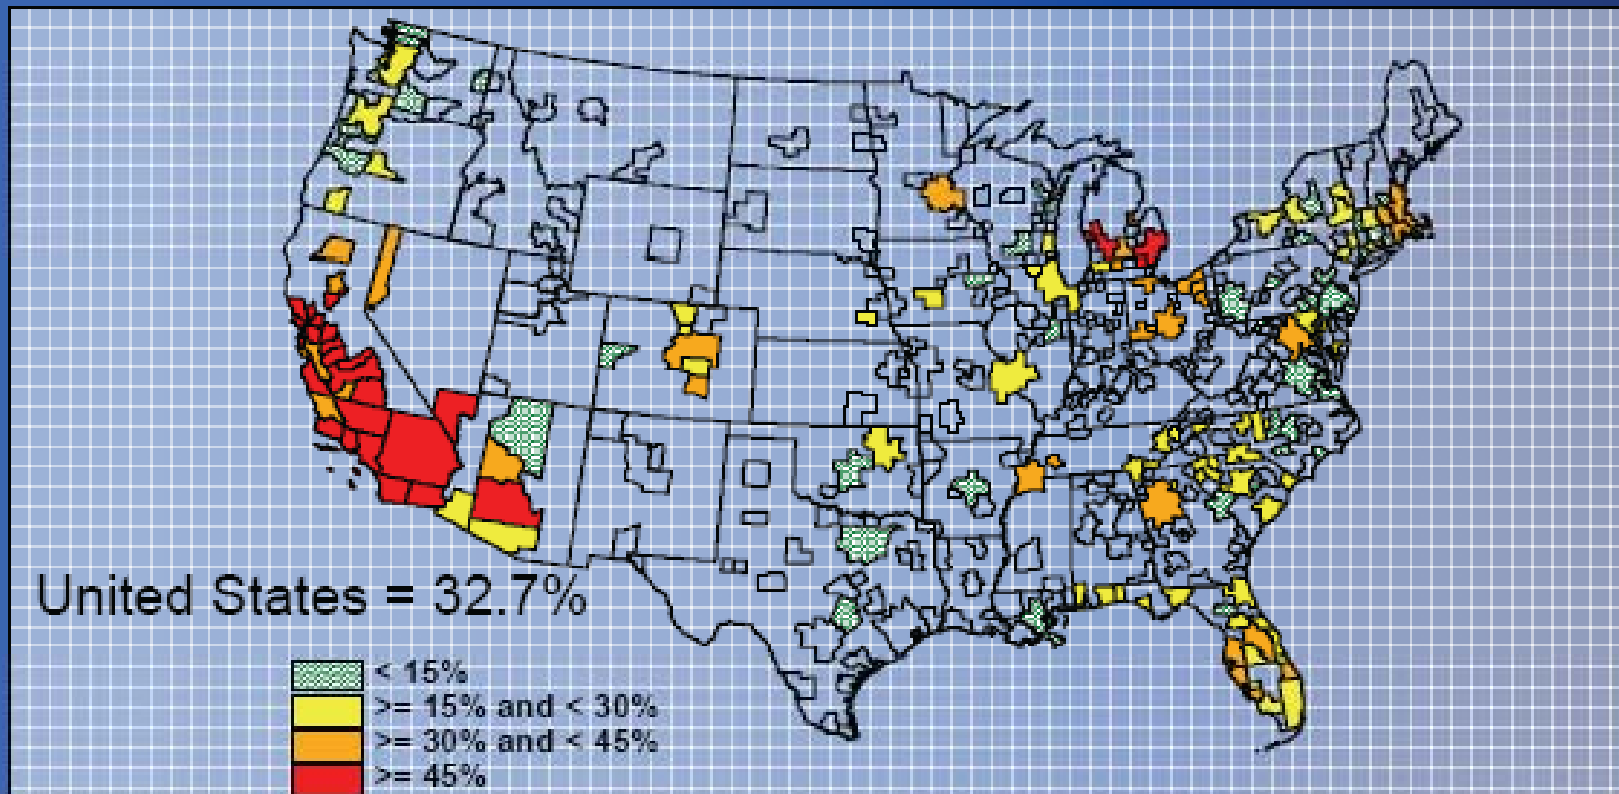 United States = 32.7%
< 15%
>= 15% and < 30%
>= 30% and < 45%
>= 45%